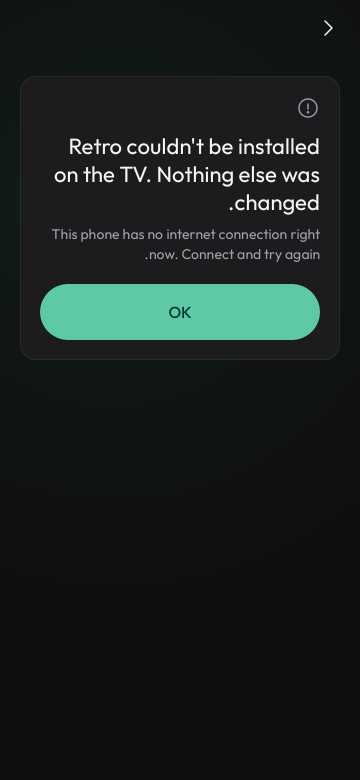 Retro couldn't be installed
on the TV. Nothing else was
.changed
This phone has no internet connection right
.now. Connect and try again
OK